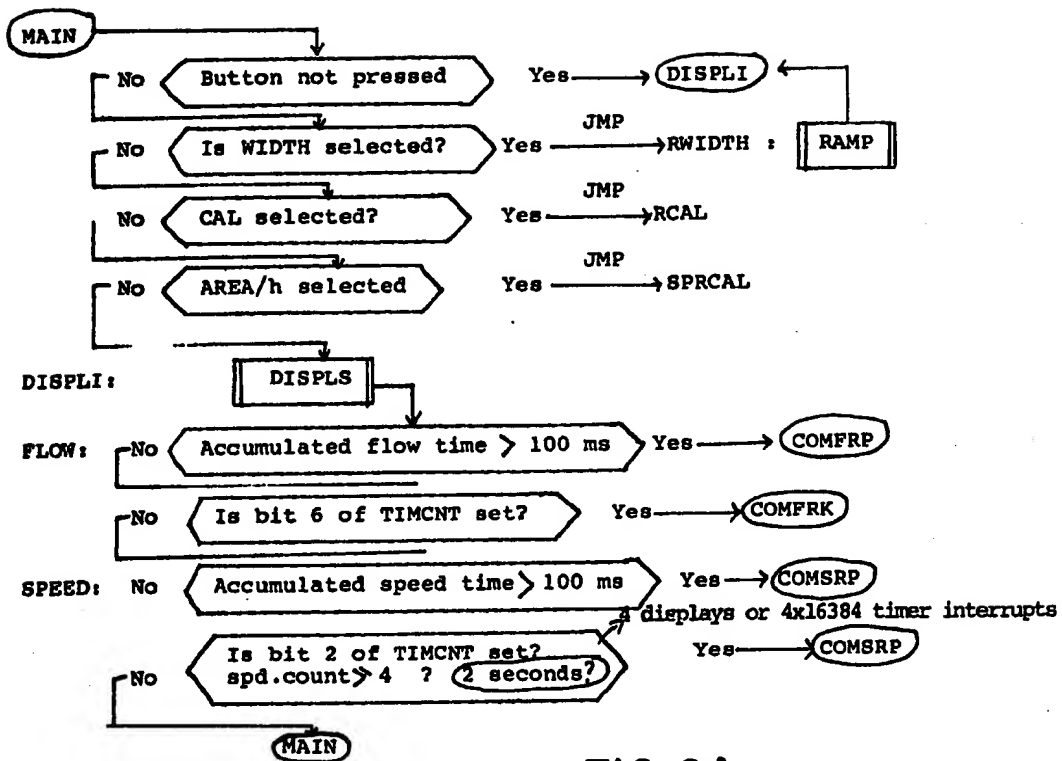 MAIN
No Button not pressed Yes DISPLI
JMP
No Is WIDTH selected? Yes RWIDTH : RAMP
JMP
No CAL selected? Yes RCAL
JMP
No AREA/h selected Yes SPRCAL
DISPLI: DISPLS
FLOW: No Accumulated flow time > 100 ms Yes COMFRP
No Is bit 6 of TIMCNT set? Yes COMFRK
SPEED: No Accumulated speed time > 100 ms Yes COMSRP
4 displays or 4x16384 timer interrupts
Is bit 2 of TIMCNT set? Yes COMSRP
No spd.count > 4 ? 2 seconds?
MAIN